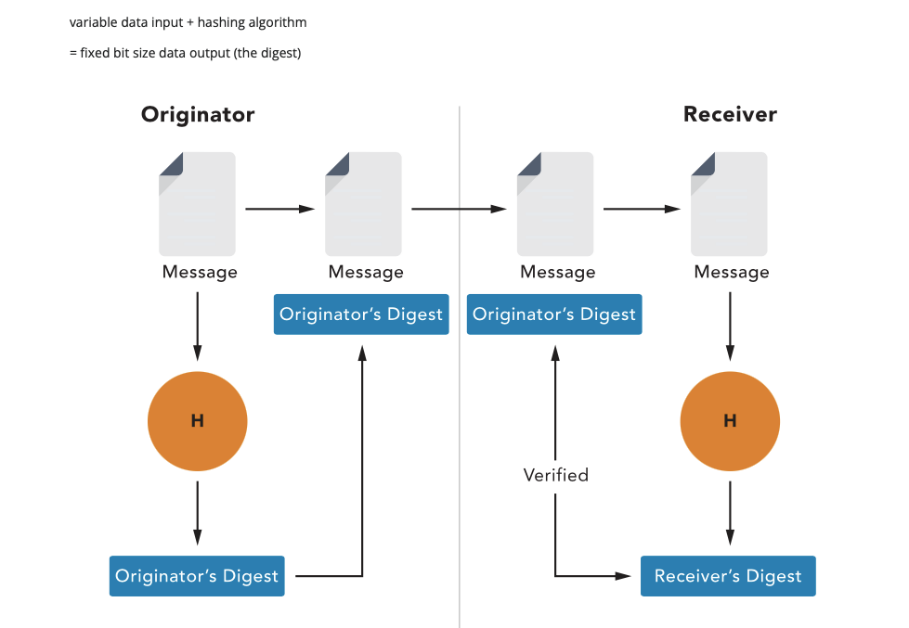 variable data input + hashing algorithm
= fixed bit size data output (the digest)
Originator
Receiver
Message
Message
Message
Message
Originator's Digest
Originator's Digest
H
H
Verified
Originator's Digest
Receiver's Digest